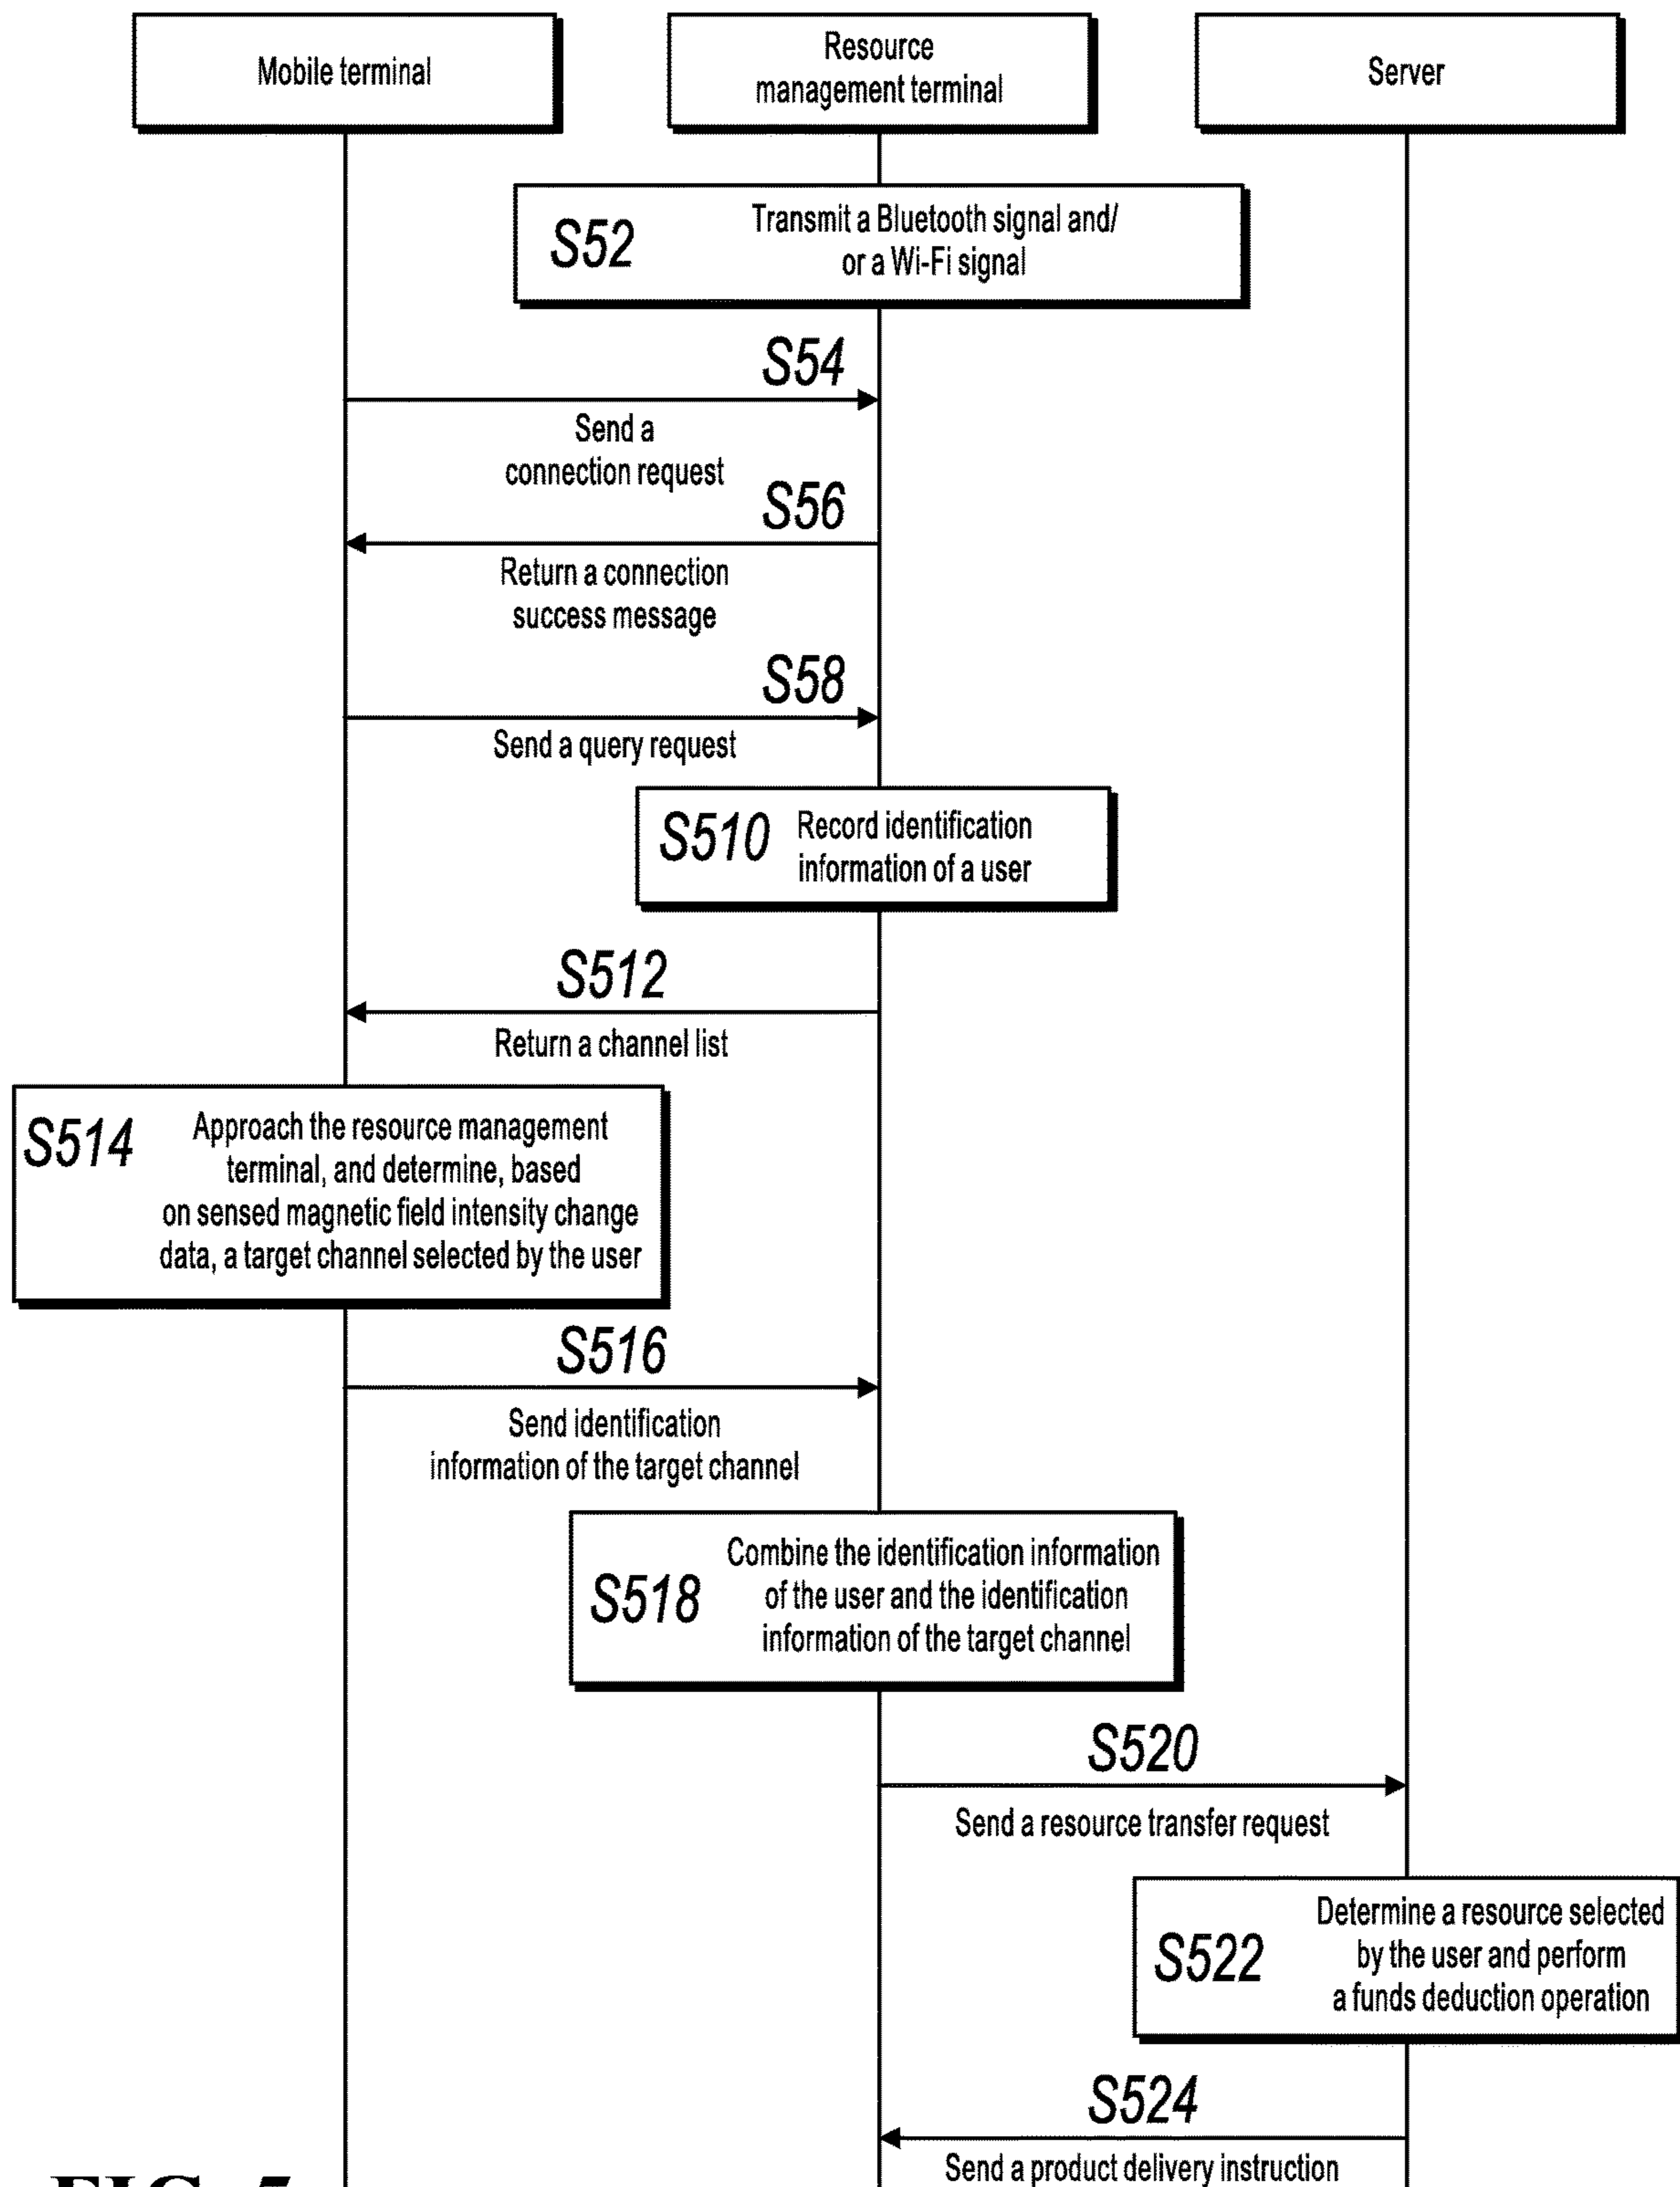 Mobile terminal
Resource
management terminal
Server
S52
Transmit a Bluetooth signal and/
or a Wi-Fi signal
S54
Send a
connection request
S56
Return a connection
success message
S58
Send a query request
S510
Record identification
information of a user
S512
Return a channel list
S514
Approach the resource management
terminal, and determine, based
on sensed magnetic field intensity change
data, a target channel selected by the user
S516
Send identification
information of the target channel
S518
Combine the identification information
of the user and the identification
information of the target channel
S520
Send a resource transfer request
S522
Determine a resource selected
by the user and perform
a funds deduction operation
S524
Send a product delivery instruction
FIG. 5